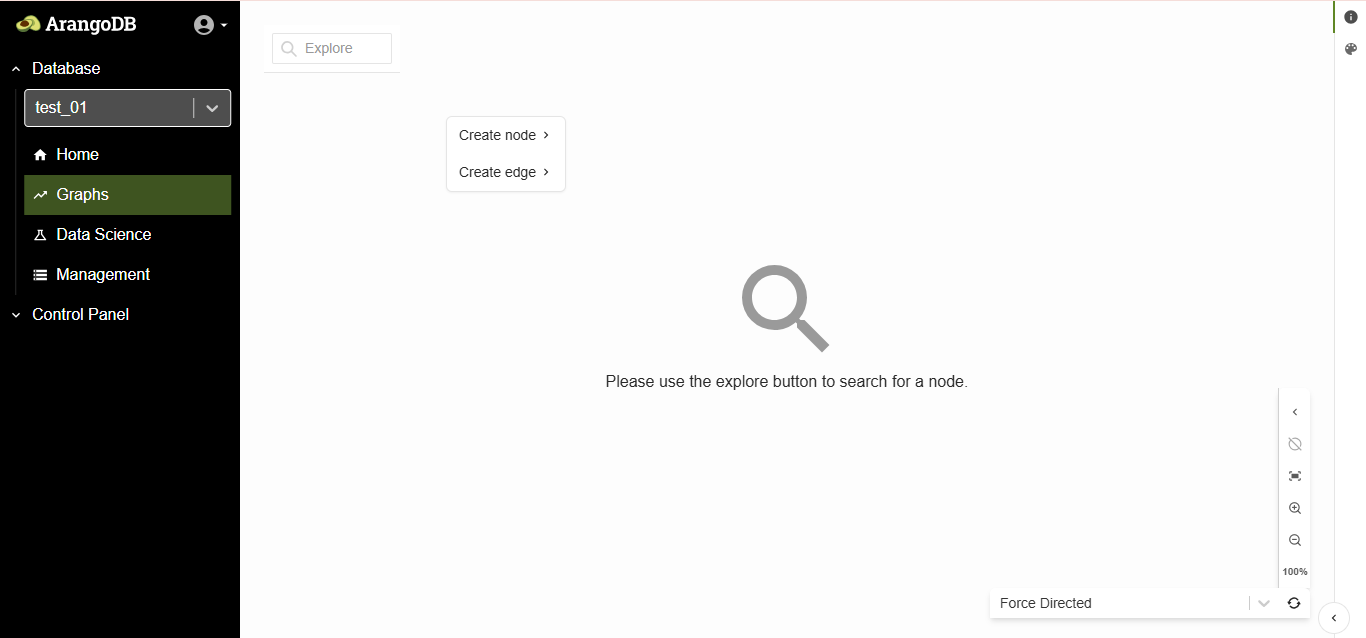 ArangoDB
Database
test_01
Home
Graphs
Data Science
Management
Control Panel
Explore
Create node
Create edge
Please use the explore button to search for a node.
100%
Force Directed